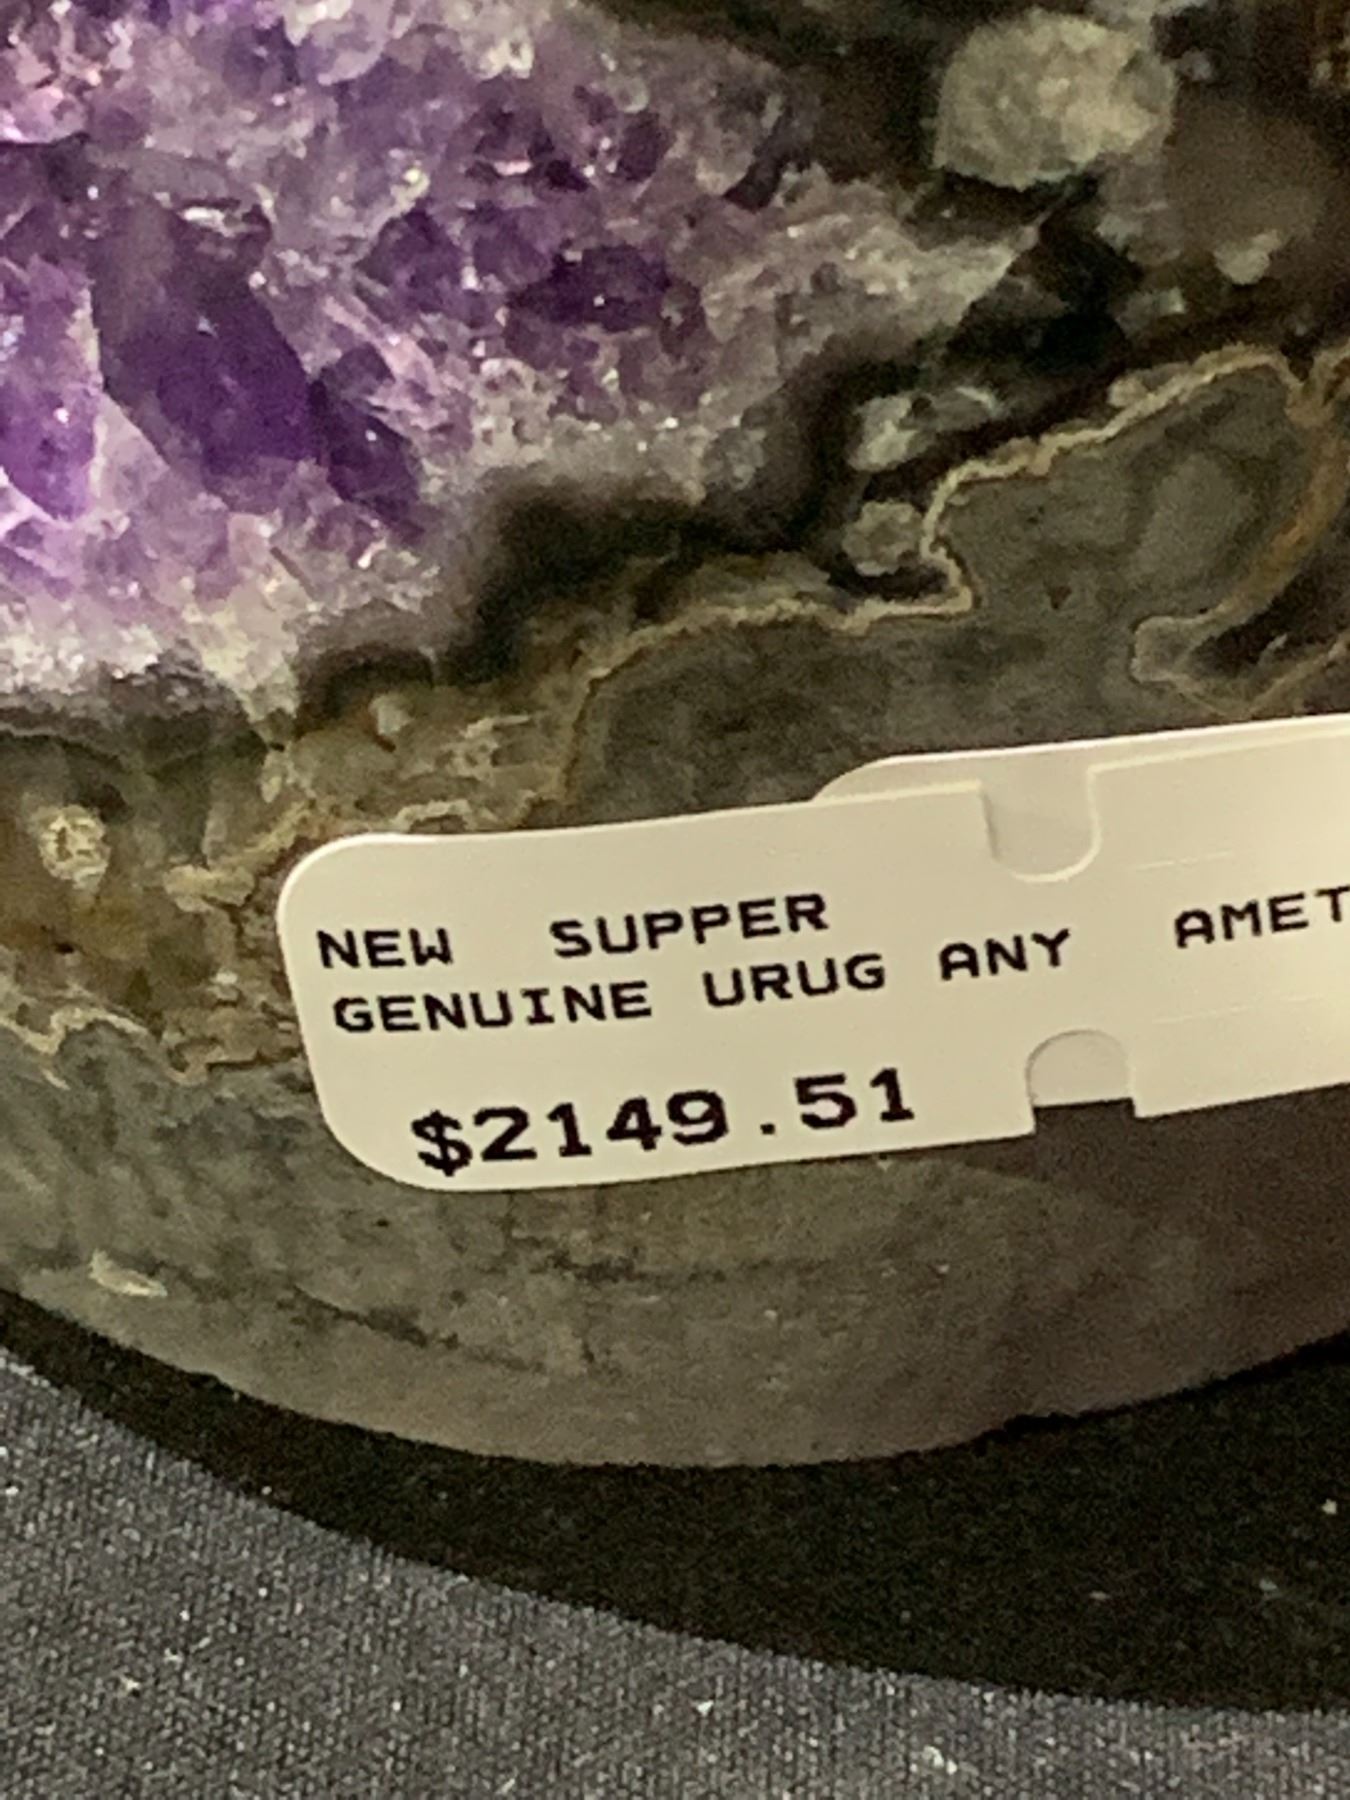 NEW SUPPER
GENUINE URUG ANY AMET
$2149.51